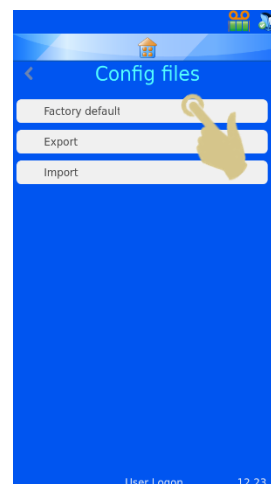 Config files
Factory default
Export
Import
User Logon 12.23